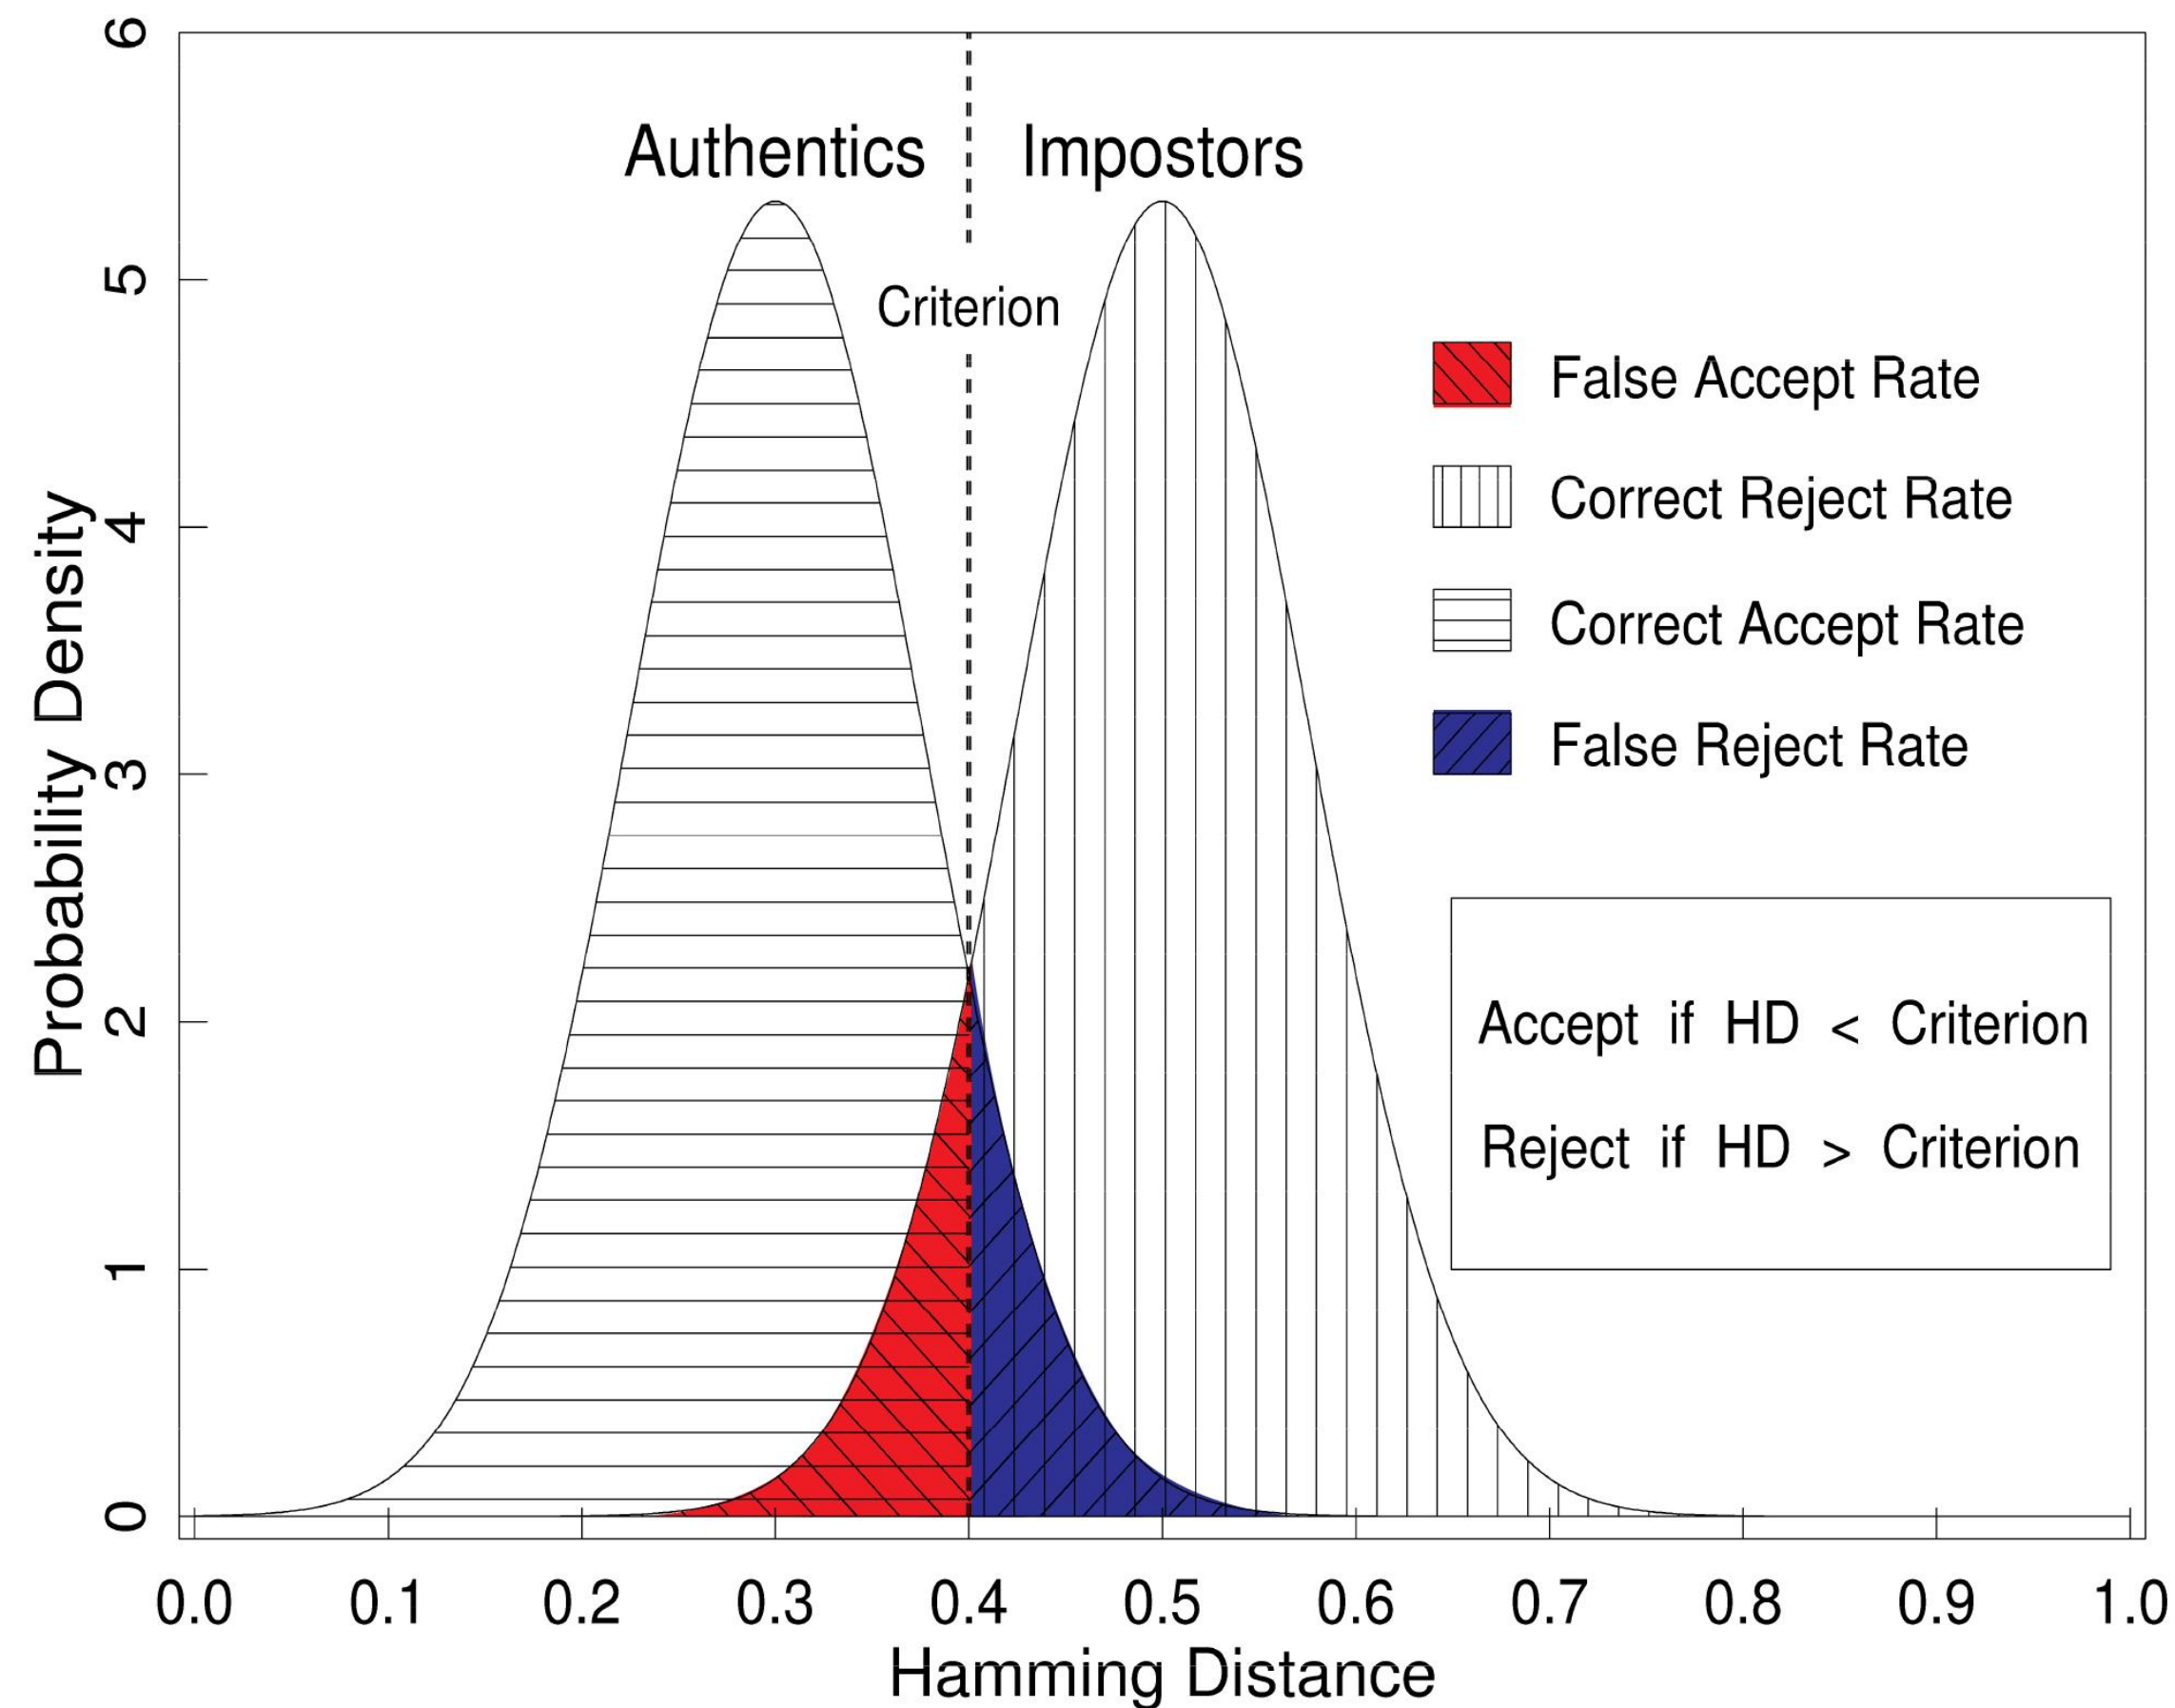 Authentics
Impostors
Criterion
False Accept Rate
Correct Reject Rate
Correct Accept Rate
False Reject Rate
Accept if HD < Criterion
Reject if HD > Criterion
Probability Density
6
5
4
3
2
1
0
0.0 0.1 0.2 0.3 0.4 0.5 0.6 0.7 0.8 0.9 1.0
Hamming Distance